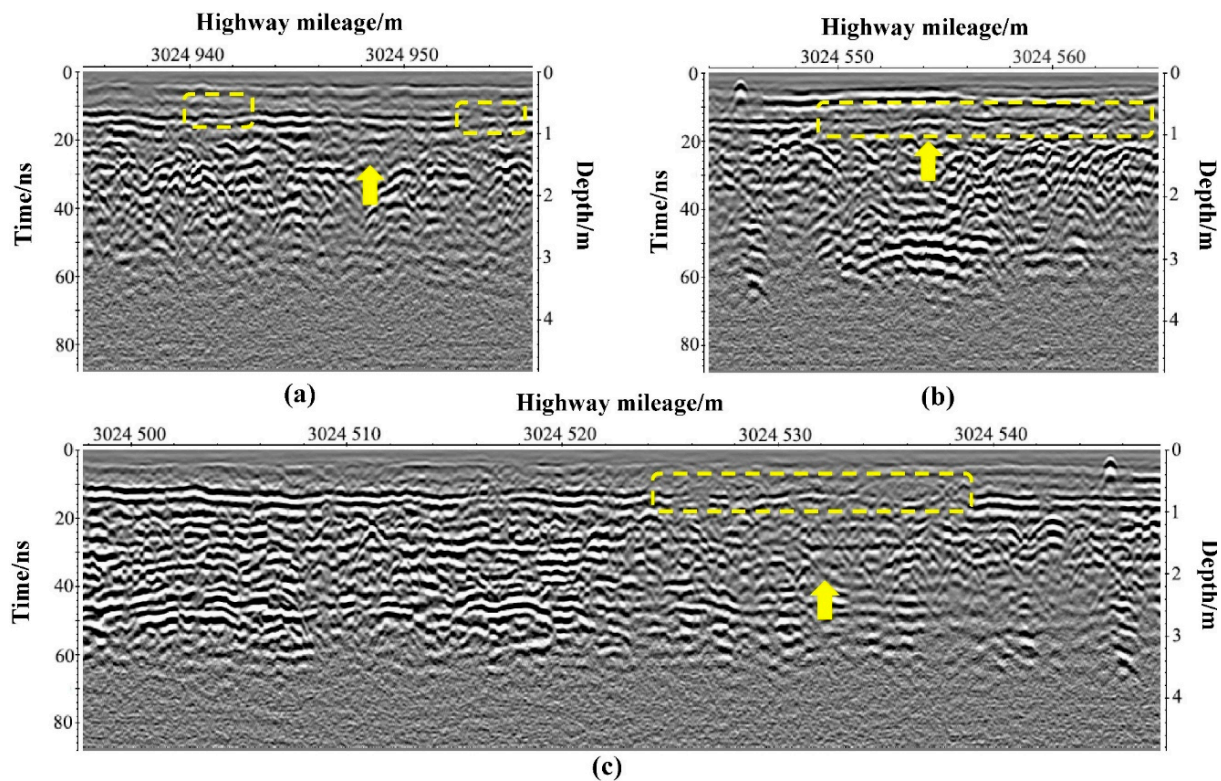 Highway mileage/m
3024 940 3024 950
0 20 40 60 80
Time/ns
0 1 2 3 4
Depth/m
(a)
Highway mileage/m
3024 550 3024 560
0 20 40 60 80
Time/ns
0 1 2 3 4
Depth/m
(b)
Highway mileage/m
3024 500 3024 510 3024 520 3024 530 3024 540
0 20 40 60 80
Time/ns
0 1 2 3 4
Depth/m
(c)